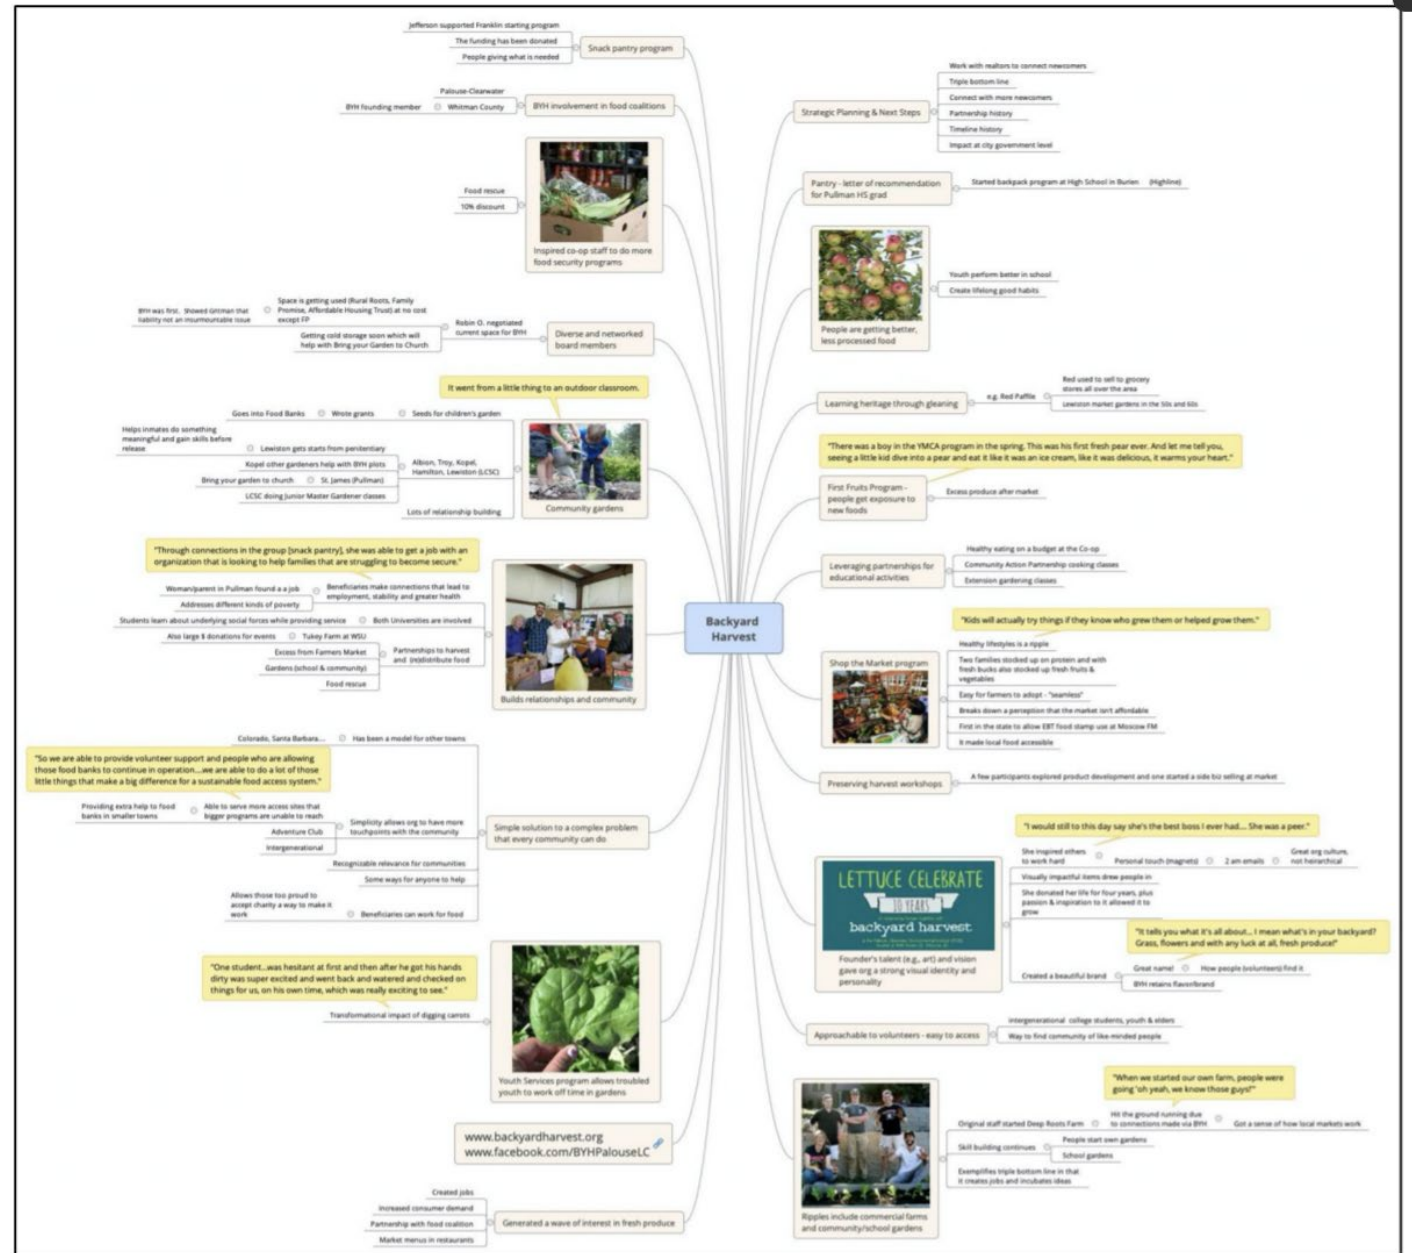 Jefferson supported Franklin starting program
The funding has been donated
People giving what is needed
Snack pantry program
Palouse-Clearwater
BYH founding member
Whitman County
BYH involvement in food coalitions
Food rescue
10% discount
Inspired co-op staff to do more
food security programs
BYH was first. Showed Gritman that
liability not an insurmountable issue
Space is getting used (Rural Roots, Family
Promise, Affordable Housing Trust) at no cost
except FP
Getting cold storage soon which will
help with Bring your Garden to Church
Robin O. negotiated
current space for BYH
Diverse and networked
board members
It went from a little thing to an outdoor classroom.
Goes into Food Banks
Wrote grants
Seeds for children's garden
Helps inmates do something
meaningful and gain skills before
release
Lewiston gets starts from penitentiary
Kopel other gardeners help with BYH plots
Bring your garden to church
St. James (Pullman)
LCSC doing Junior Master Gardener classes
Albion, Troy, Kopel,
Hamilton, Lewiston (LCSC)
Lots of relationship building
Community gardens
"Through connections in the group [snack pantry], she was able to get a job with an
organization that is looking to help families that are struggling to become secure."
Woman/parent in Pullman found a a job
Addresses different kinds of poverty
Beneficiaries make connections that lead to
employment, stability and greater health
Students learn about underlying social forces while providing service
Both Universities are involved
Also large $ donations for events
Tukey Farm at WSU
Excess from Farmers Market
Gardens (school & community)
Food rescue
Partnerships to harvest
and (re)distribute food
Builds relationships and community
Colorado, Santa Barbara....
Has been a model for other towns
"So we are able to provide volunteer support and people who are allowing
those food banks to continue in operation...we are able to do a lot of those
little things that make a big difference for a sustainable food access system."
Providing extra help to food
banks in smaller towns
Able to serve more access sites that
bigger programs are unable to reach
Adventure Club
Intergenerational
Simplicity allows org to have more
touchpoints with the community
Recognizable relevance for communities
Some ways for anyone to help
Allows those too proud to
accept charity a way to make it
work
Beneficiaries can work for food
Simple solution to a complex problem
that every community can do
"One student...was hesitant at first and then after he got his hands
dirty was super excited and went back and watered and checked on
things for us, on his own time, which was really exciting to see."
Transformational impact of digging carrots
Youth Services program allows troubled
youth to work off time in gardens
www.backyardharvest.org
www.facebook.com/BYHPalouseLC
Created jobs
Increased consumer demand
Partnership with food coalition
Market menus in restaurants
Generated a wave of interest in fresh produce
Backyard
Harvest
Strategic Planning & Next Steps
Work with realtors to connect newcomers
Triple bottom line
Connect with more newcomers
Partnership history
Timeline history
Impact at city government level
Pantry - letter of recommendation
for Pullman HS grad
Started backpack program at High School in Burien (Highline)
People are getting better,
less processed food
Youth perform better in school
Create lifelong good habits
Learning heritage through gleaning
e.g. Red Paffile
Red used to sell to grocery
stores all over the area
Lewiston market gardens in the 50s and 60s
"There was a boy in the YMCA program in the spring. This was his first fresh pear ever. And let me tell you,
seeing a little kid dive into a pear and eat it like it was an ice cream, like it was delicious, it warms your heart."
First Fruits Program -
people get exposure to
new foods
Excess produce after market
Leveraging partnerships for
educational activities
Healthy eating on a budget at the Co-op
Community Action Partnership cooking classes
Extension gardening classes
"Kids will actually try things if they know who grew them or helped grow them."
Shop the Market program
Healthy lifestyles is a ripple
Two families stocked up on protein and with
fresh bucks also stocked up fresh fruits &
vegetables
Easy for farmers to adopt - "seamless"
Breaks down a perception that the market isn't affordable
First in the state to allow EBT food stamp use at Moscow FM
It made local food accessible
Preserving harvest workshops
A few participants explored product development and one started a side biz selling at market
"I would still to this day say she's the best boss I ever had.... She was a peer."
She inspired others
to work hard
Personal touch (magnets)
2 am emails
Great org culture,
not heirarchical
Visually impactful items drew people in
She donated her life for four years, plus
passion & inspiration to it allowed it to
grow
"It tells you what it's all about... I mean what's in your backyard?
Grass, flowers and with any luck at all, fresh produce!"
Created a beautiful brand
Great name!
How people (volunteers) find it
BYH retains flavor/brand
LETTUCE CELEBRATE
10 YEARS
backyard harvest
Founder's talent (e.g., art) and vision
gave org a strong visual identity and
personality
Approachable to volunteers - easy to access
intergenerational college students, youth & elders
Way to find community of like-minded people
"When we started our own farm, people were
going 'oh yeah, we know those guys!'"
Original staff started Deep Roots Farm
Hit the ground running due
to connections made via BYH
Got a sense of how local markets work
Skill building continues
People start own gardens
School gardens
Exemplifies triple bottom line in that
it creates jobs and incubates ideas
Ripples include commercial farms
and community/school gardens